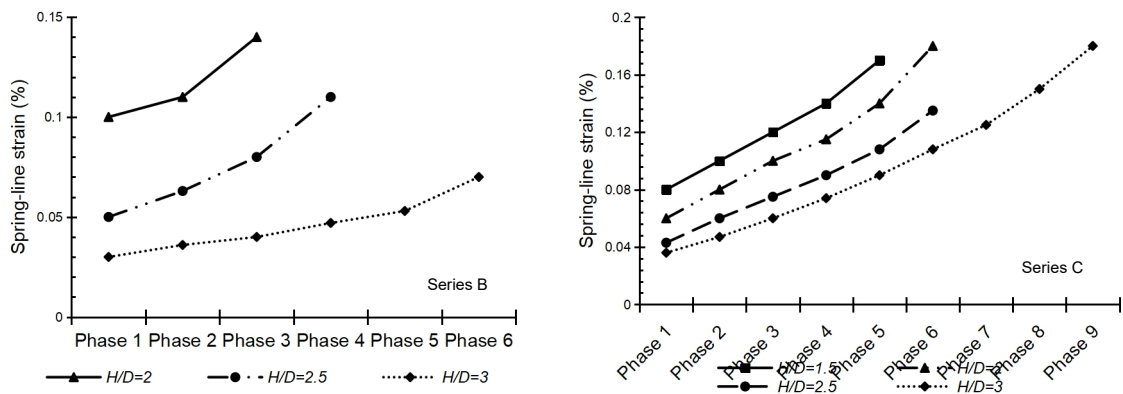 0.15
0.1
0.05
0
Spring-line strain (%)
Series B
Phase 1 Phase 2 Phase 3 Phase 4 Phase 5 Phase 6
H/D=2 H/D=2.5 H/D=3
0.2
0.16
0.12
0.08
0.04
0
Spring-line strain (%)
Series C
Phase 1 Phase 2 Phase 3 Phase 4 Phase 5 Phase 6 Phase 7 Phase 8 Phase 9
H/D=1.5 H/D=2
H/D=2.5 H/D=3